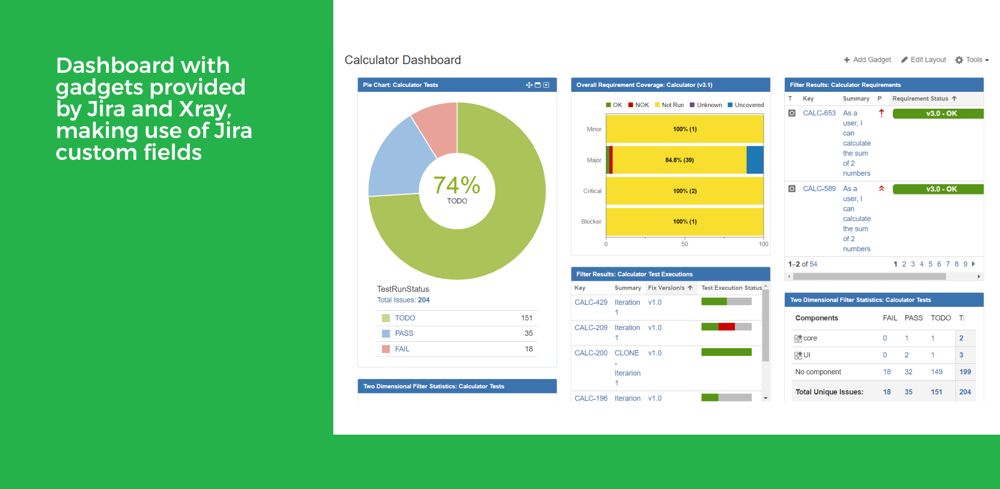 Dashboard with
gadgets provided
by Jira and Xray,
making use of Jira
custom fields
Calculator Dashboard
Add Gadget
Edit Layout
Tools
Pie Chart: Calculator Tests
74%
TODO
TestRunStatus
Total Issues: 204
TODO 151
PASS 35
FAIL 18
Two Dimensional Filter Statistics: Calculator Tests
Overall Requirement Coverage: Calculator (v3.1)
OK NOK Not Run Unknown Uncovered
Minor 100% (1)
Major 84.8% (39)
Critical 100% (2)
Blocker 100% (1)
0 50 100
Filter Results: Calculator Test Executions
Key Summary Fix Version/s Test Execution Status
CALC-429 Iteration v1.0
1
CALC-209 Iteration v1.0
1
CALC-200 CLONE v1.0
-
Iterarion
1
CALC-196 Iterarion v1.0
Filter Results: Calculator Requirements
T Key Summary P Requirement Status
CALC-653 As a v3.0 - OK
user, I
can
calculate
the sum
of 2
numbers
CALC-589 As a v3.0 - OK
user, I
can
calculate
the sum
of 2
numbers
1–2 of 54 1 2 3 4 5 6 7 8 9
Two Dimensional Filter Statistics: Calculator Tests
Components FAIL PASS TODO T:
core 0 1 1 2
UI 0 2 1 3
No component 18 32 149 199
Total Unique Issues: 18 35 151 204